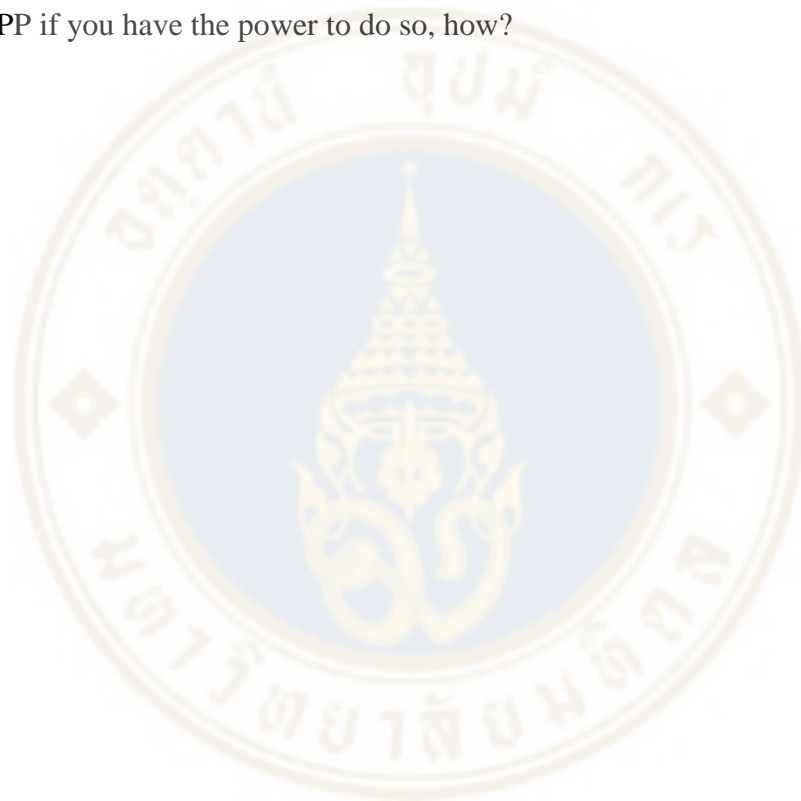 PP if you have the power to do so, how?
อตฺตานํ อุปมํ กเร
มหาวิทยาลัยมหิดล